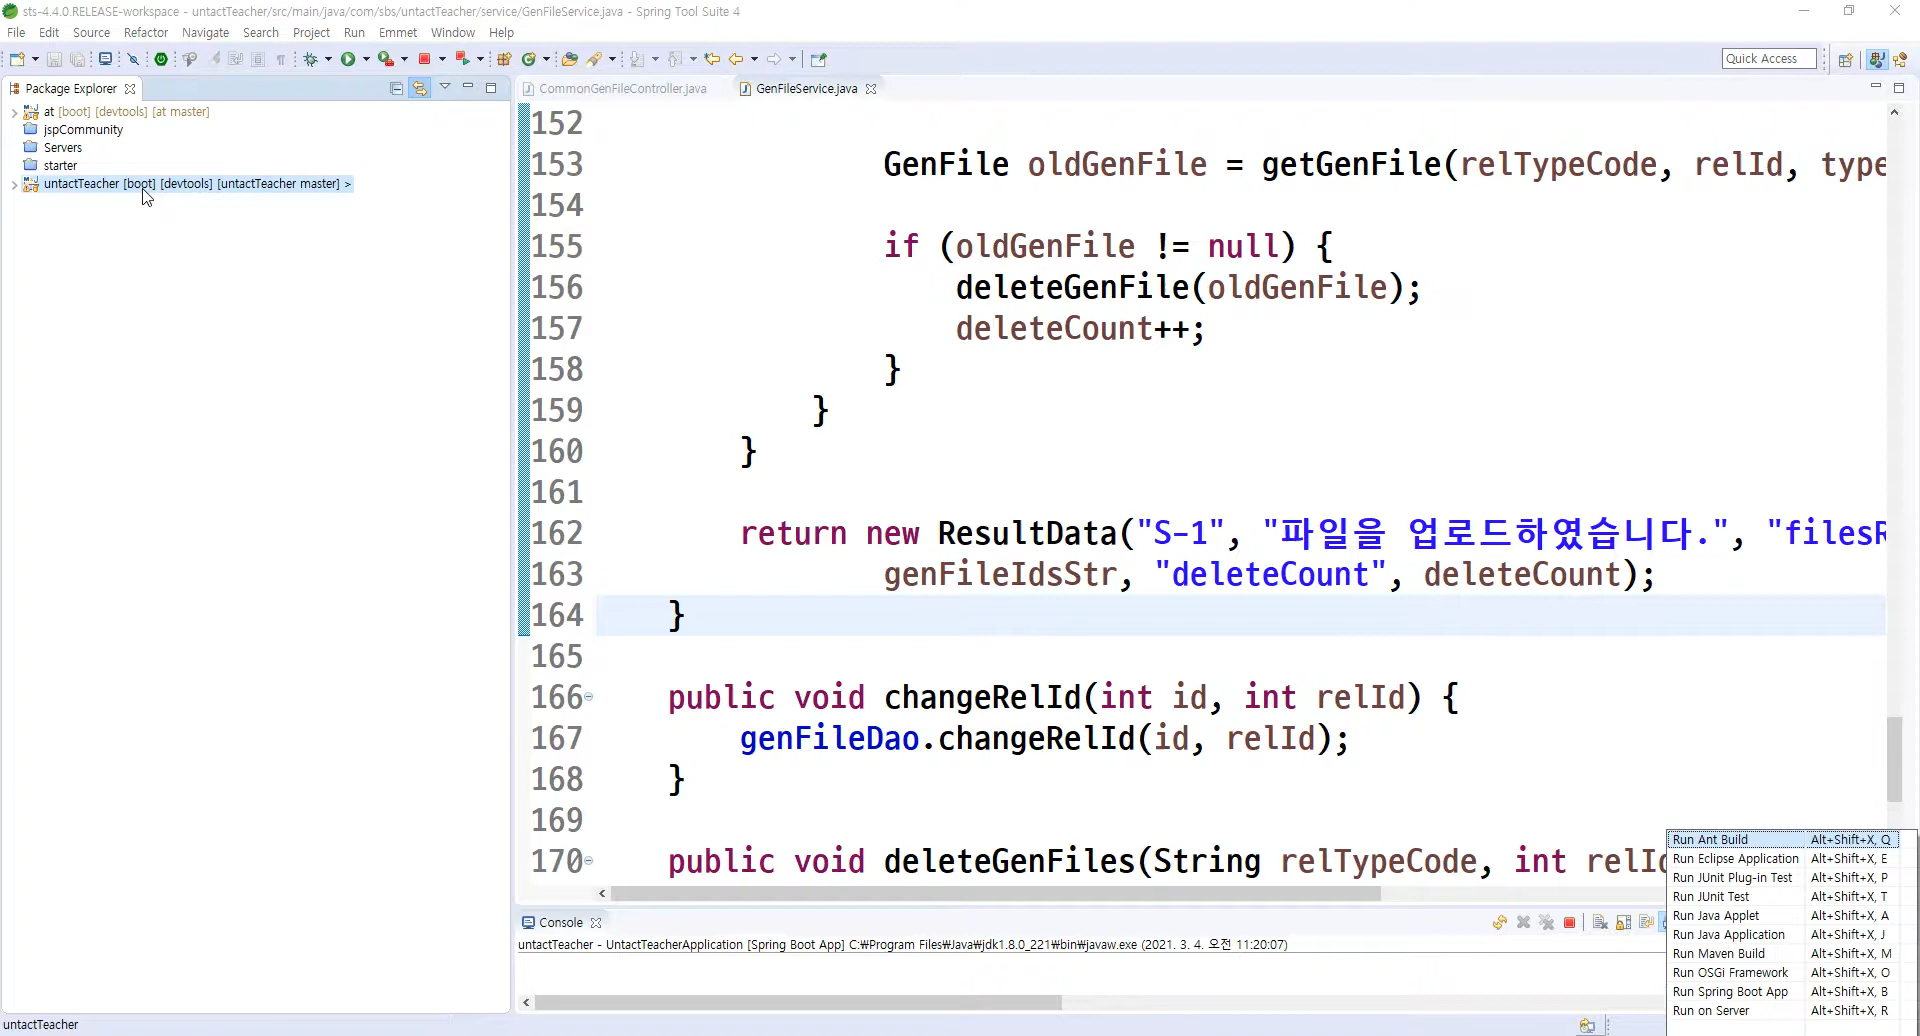 sts-4.4.0.RELEASE-workspace - untactTeacher/src/main/java/com/sbs/untactTeacher/service/GenFileService.java - Spring Tool Suite 4
File Edit Source Refactor Navigate Search Project Run Emmet Window Help
Quick Access
Package Explorer
at [boot] [devtools] [at master]
jspCommunity
Servers
starter
untactTeacher [boot] [devtools] [untactTeacher master] >
CommonGenFileController.java GenFileService.java
152
153 GenFile oldGenFile = getGenFile(relTypeCode, relId, type
154
155 if (oldGenFile != null) {
156 deleteGenFile(oldGenFile);
157 deleteCount++;
158 }
159 }
160 }
161
162 return new ResultData("S-1", "파일을 업로드하였습니다.", "filesR
163 genFileIdsStr, "deleteCount", deleteCount);
164 }
165
166 public void changeRelId(int id, int relId) {
167 genFileDao.changeRelId(id, relId);
168 }
169
170 public void deleteGenFiles(String relTypeCode, int relId
Console
untactTeacher - UntactTeacherApplication [Spring Boot App] C:₩Program Files₩Java₩jdk1.8.0_221₩bin₩javaw.exe (2021. 3. 4. 오전 11:20:07)
Run Ant Build Alt+Shift+X, Q
Run Eclipse Application Alt+Shift+X, E
Run JUnit Plug-in Test Alt+Shift+X, P
Run JUnit Test Alt+Shift+X, T
Run Java Applet Alt+Shift+X, A
Run Java Application Alt+Shift+X, J
Run Maven Build Alt+Shift+X, M
Run OSGi Framework Alt+Shift+X, O
Run Spring Boot App Alt+Shift+X, B
Run on Server Alt+Shift+X, R
untactTeacher